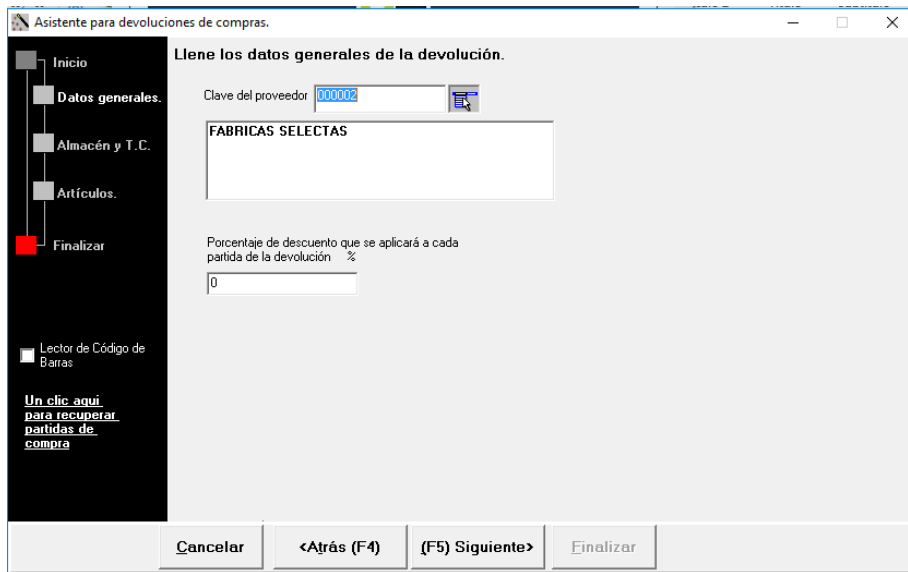 Asistente para devoluciones de compras.
Inicio
Datos generales.
Almacén y T.C.
Artículos.
Finalizar
Lector de Código de
Barras
Un clic aqui
para recuperar
partidas de
compra
Llene los datos generales de la devolución.
Clave del proveedor 000002
FABRICAS SELECTAS
Porcentaje de descuento que se aplicará a cada
partida de la devolución %
0
Cancelar <Atrás (F4) (F5) Siguiente> Finalizar